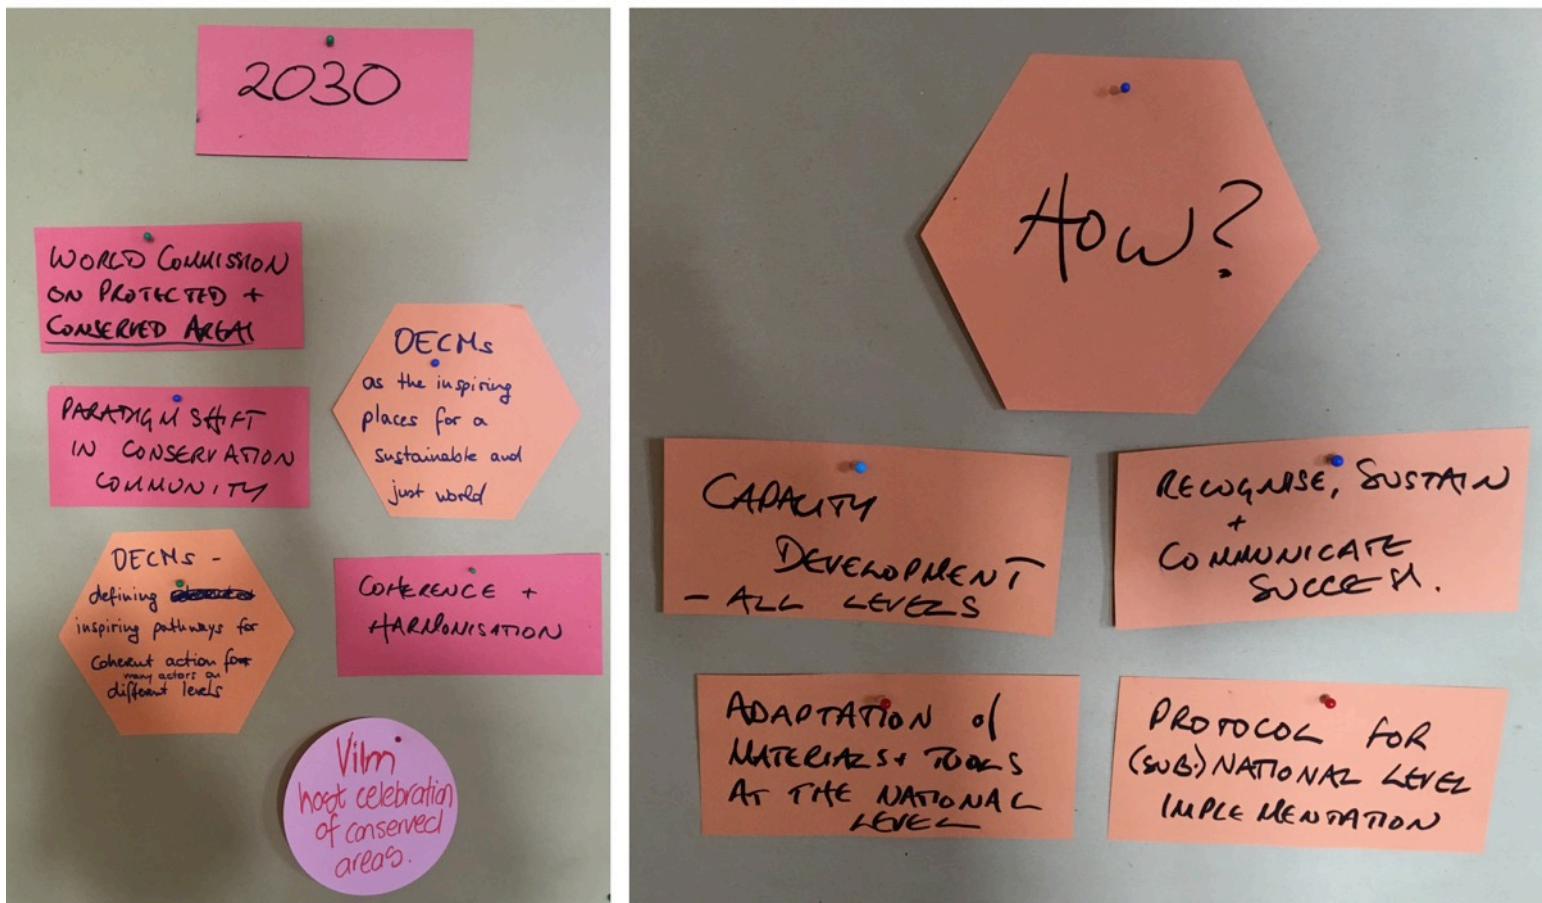 2030
WORLD COMMISSION
ON PROTECTED +
CONSERVED AREAS
OECMs
as the inspiring
places for a
sustainable and
just world
PARADIGM SHIFT
IN CONSERVATION
COMMUNITY
OECMs -
defining
inspiring pathways for
coherent action for
many actors on
different levels
COHERENCE +
HARMONISATION
Vilm
host celebration
of conserved
areas.
HOW?
CAPACITY
DEVELOPMENT
- ALL LEVELS
RECOGNISE, SUSTAIN
+
COMMUNICATE
SUCCESS.
ADAPTATION of
MATERIALS + TOOLS
AT THE NATIONAL
LEVEL
PROTOCOL FOR
(SUB.) NATIONAL LEVEL
IMPLEMENTATION